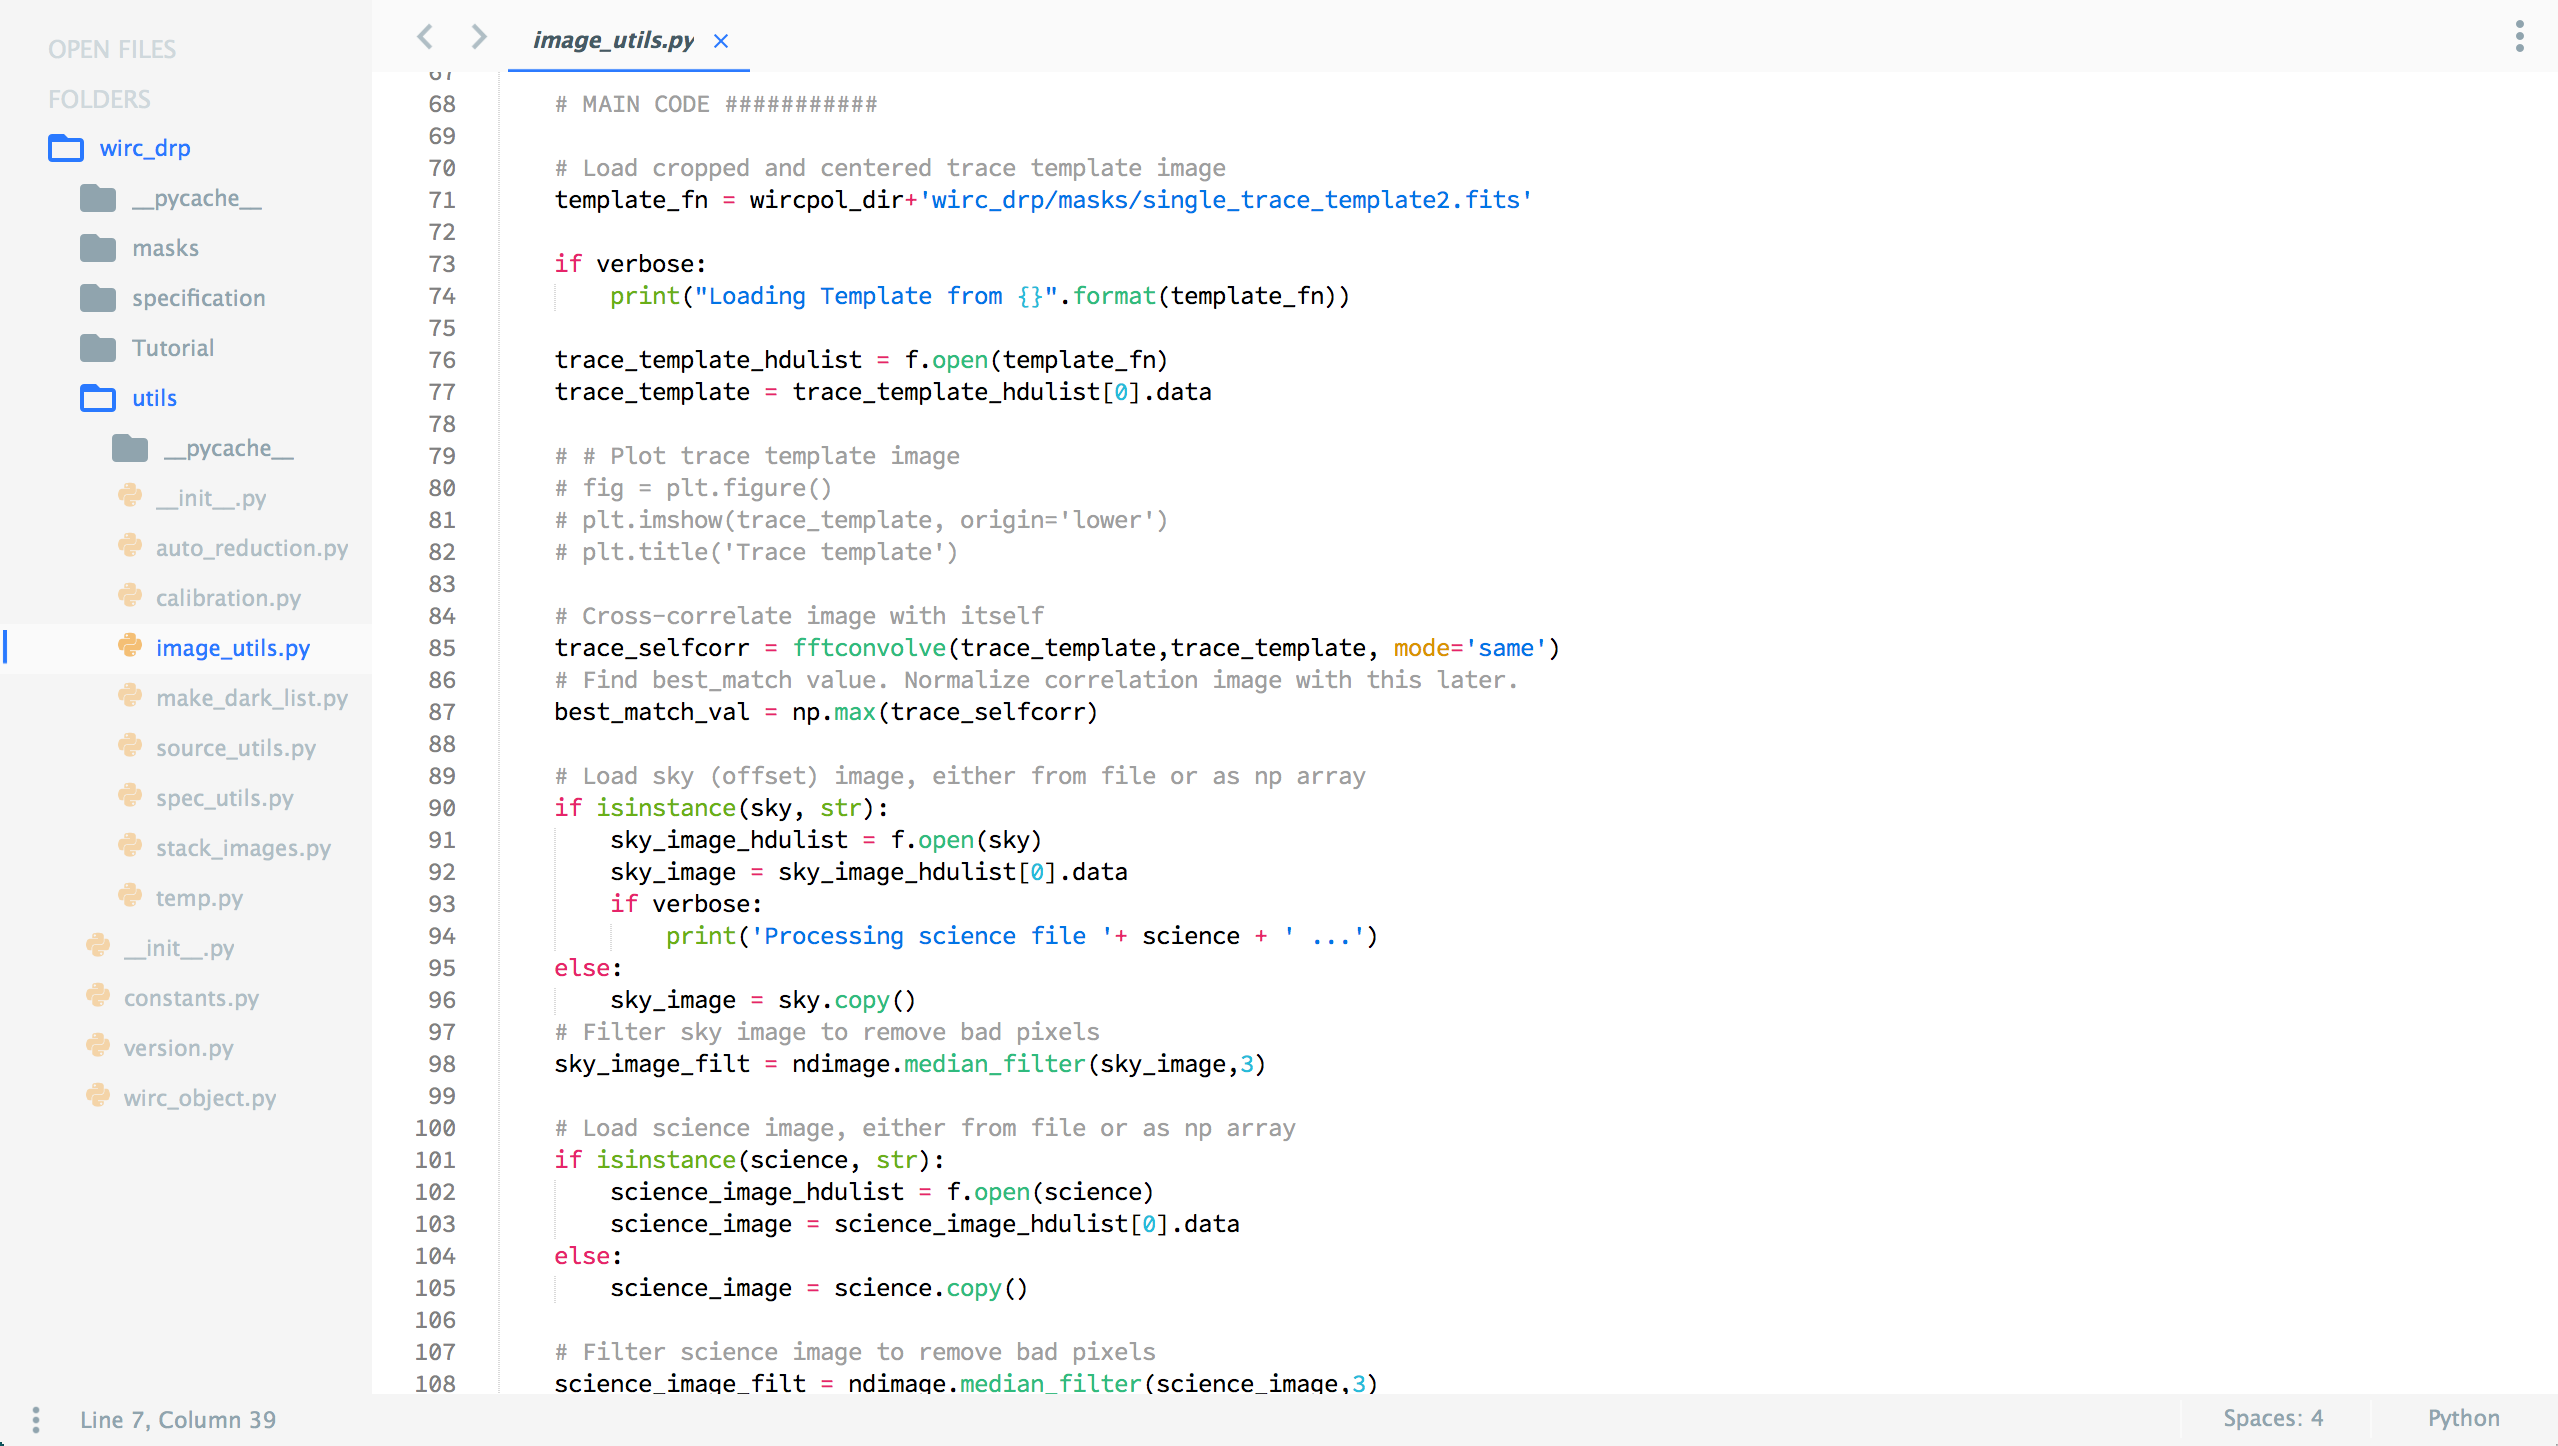 OPEN FILES
FOLDERS
wirc_drp
__pycache__
masks
specification
Tutorial
utils
__pycache__
__init__.py
auto_reduction.py
calibration.py
image_utils.py
make_dark_list.py
source_utils.py
spec_utils.py
stack_images.py
temp.py
__init__.py
constants.py
version.py
wirc_object.py
image_utils.py ×
67
68 # MAIN CODE ###########
69
70 # Load cropped and centered trace template image
71 template_fn = wircpol_dir+'wirc_drp/masks/single_trace_template2.fits'
72
73 if verbose:
74 print("Loading Template from {}".format(template_fn))
75
76 trace_template_hdulist = f.open(template_fn)
77 trace_template = trace_template_hdulist[0].data
78
79 # # Plot trace template image
80 # fig = plt.figure()
81 # plt.imshow(trace_template, origin='lower')
82 # plt.title('Trace template')
83
84 # Cross-correlate image with itself
85 trace_selfcorr = fftconvolve(trace_template,trace_template, mode='same')
86 # Find best_match value. Normalize correlation image with this later.
87 best_match_val = np.max(trace_selfcorr)
88
89 # Load sky (offset) image, either from file or as np array
90 if isinstance(sky, str):
91 sky_image_hdulist = f.open(sky)
92 sky_image = sky_image_hdulist[0].data
93 if verbose:
94 print('Processing science file '+ science + ' ...')
95 else:
96 sky_image = sky.copy()
97 # Filter sky image to remove bad pixels
98 sky_image_filt = ndimage.median_filter(sky_image,3)
99
100 # Load science image, either from file or as np array
101 if isinstance(science, str):
102 science_image_hdulist = f.open(science)
103 science_image = science_image_hdulist[0].data
104 else:
105 science_image = science.copy()
106
107 # Filter science image to remove bad pixels
108 science_image_filt = ndimage.median_filter(science_image,3)
Line 7, Column 39
Spaces: 4
Python